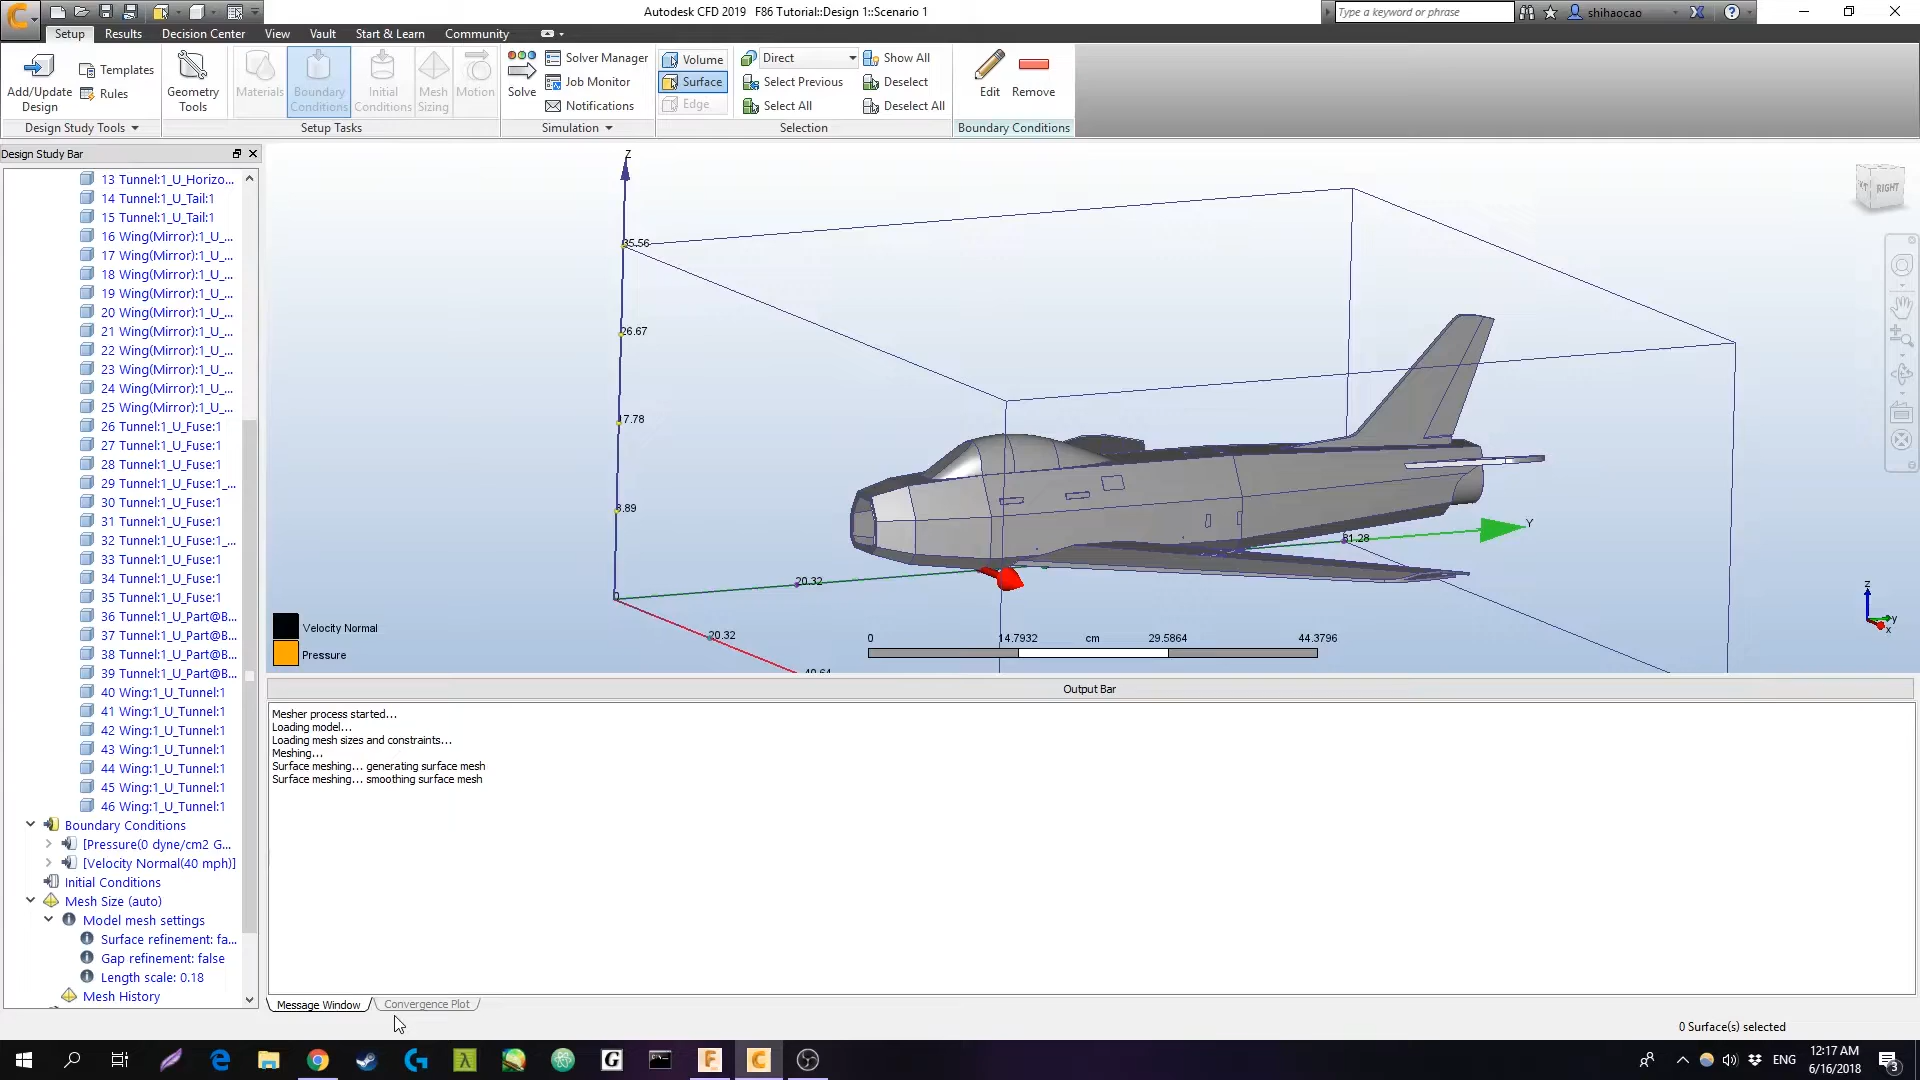 Autodesk CFD 2019 F86 Tutorial::Design 1::Scenario 1
Type a keyword or phrase
shihaocao
Setup Results Decision Center View Vault Start & Learn Community
Add/Update Design
Templates
Rules
Geometry Tools
Materials
Boundary Conditions
Initial Conditions
Mesh Sizing
Motion
Solve
Solver Manager
Job Monitor
Notifications
Volume
Surface
Edge
Direct
Select Previous
Select All
Show All
Deselect
Deselect All
Edit
Remove
Design Study Tools
Setup Tasks
Simulation
Selection
Boundary Conditions
Design Study Bar
13 Tunnel:1_U_Horizo...
14 Tunnel:1_U_Tail:1
15 Tunnel:1_U_Tail:1
16 Wing(Mirror):1_U_...
17 Wing(Mirror):1_U_...
18 Wing(Mirror):1_U_...
19 Wing(Mirror):1_U_...
20 Wing(Mirror):1_U_...
21 Wing(Mirror):1_U_...
22 Wing(Mirror):1_U_...
23 Wing(Mirror):1_U_...
24 Wing(Mirror):1_U_...
25 Wing(Mirror):1_U_...
26 Tunnel:1_U_Fuse:1
27 Tunnel:1_U_Fuse:1
28 Tunnel:1_U_Fuse:1
29 Tunnel:1_U_Fuse:1_...
30 Tunnel:1_U_Fuse:1
31 Tunnel:1_U_Fuse:1
32 Tunnel:1_U_Fuse:1_...
33 Tunnel:1_U_Fuse:1
34 Tunnel:1_U_Fuse:1
35 Tunnel:1_U_Fuse:1
36 Tunnel:1_U_Part@B...
37 Tunnel:1_U_Part@B...
38 Tunnel:1_U_Part@B...
39 Tunnel:1_U_Part@B...
40 Wing:1_U_Tunnel:1
41 Wing:1_U_Tunnel:1
42 Wing:1_U_Tunnel:1
43 Wing:1_U_Tunnel:1
44 Wing:1_U_Tunnel:1
45 Wing:1_U_Tunnel:1
46 Wing:1_U_Tunnel:1
Boundary Conditions
[Pressure(0 dyne/cm2 G...
[Velocity Normal(40 mph)]
Initial Conditions
Mesh Size (auto)
Model mesh settings
Surface refinement: fa...
Gap refinement: false
Length scale: 0.18
Mesh History
Z
35.56
26.67
17.78
8.89
0
20.32
81.28
Y
20.32
RIGHT
Velocity Normal
Pressure
0 14.7932 cm 29.5864 44.3796
z
y
x
Output Bar
Mesher process started...
Loading model...
Loading mesh sizes and constraints...
Meshing...
Surface meshing... generating surface mesh
Surface meshing... smoothing surface mesh
Message Window Convergence Plot
0 Surface(s) selected
ENG
12:17 AM
6/16/2018
3